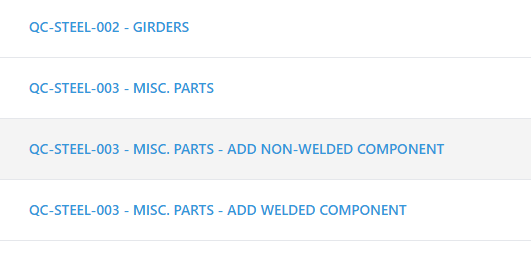 QC-STEEL-002 - GIRDERS
QC-STEEL-003 - MISC. PARTS
QC-STEEL-003 - MISC. PARTS - ADD NON-WELDED COMPONENT
QC-STEEL-003 - MISC. PARTS - ADD WELDED COMPONENT